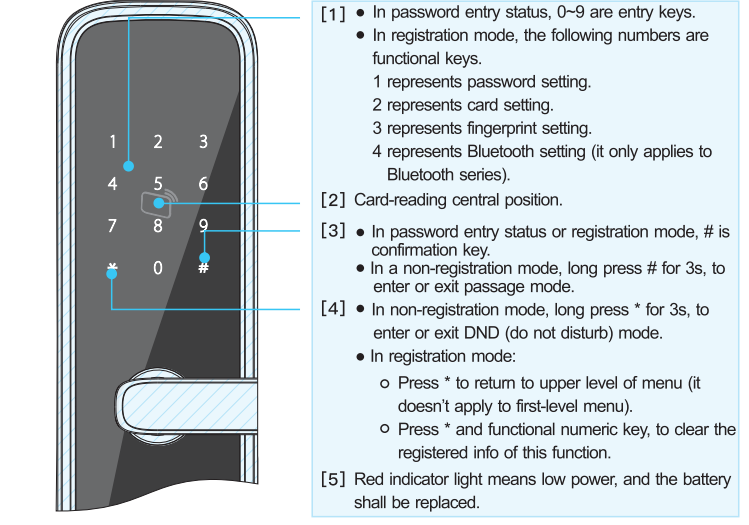 1 2 3
4 5 6
7 8 9
* 0 #
[1] ● In password entry status, 0~9 are entry keys.
● In registration mode, the following numbers are
functional keys.
1 represents password setting.
2 represents card setting.
3 represents fingerprint setting.
4 represents Bluetooth setting (it only applies to
Bluetooth series).
[2] Card-reading central position.
[3] ● In password entry status or registration mode, # is
confirmation key.
● In a non-registration mode, long press # for 3s, to
enter or exit passage mode.
[4] ● In non-registration mode, long press * for 3s, to
enter or exit DND (do not disturb) mode.
● In registration mode:
○ Press * to return to upper level of menu (it
doesn't apply to first-level menu).
○ Press * and functional numeric key, to clear the
registered info of this function.
[5] Red indicator light means low power, and the battery
shall be replaced.